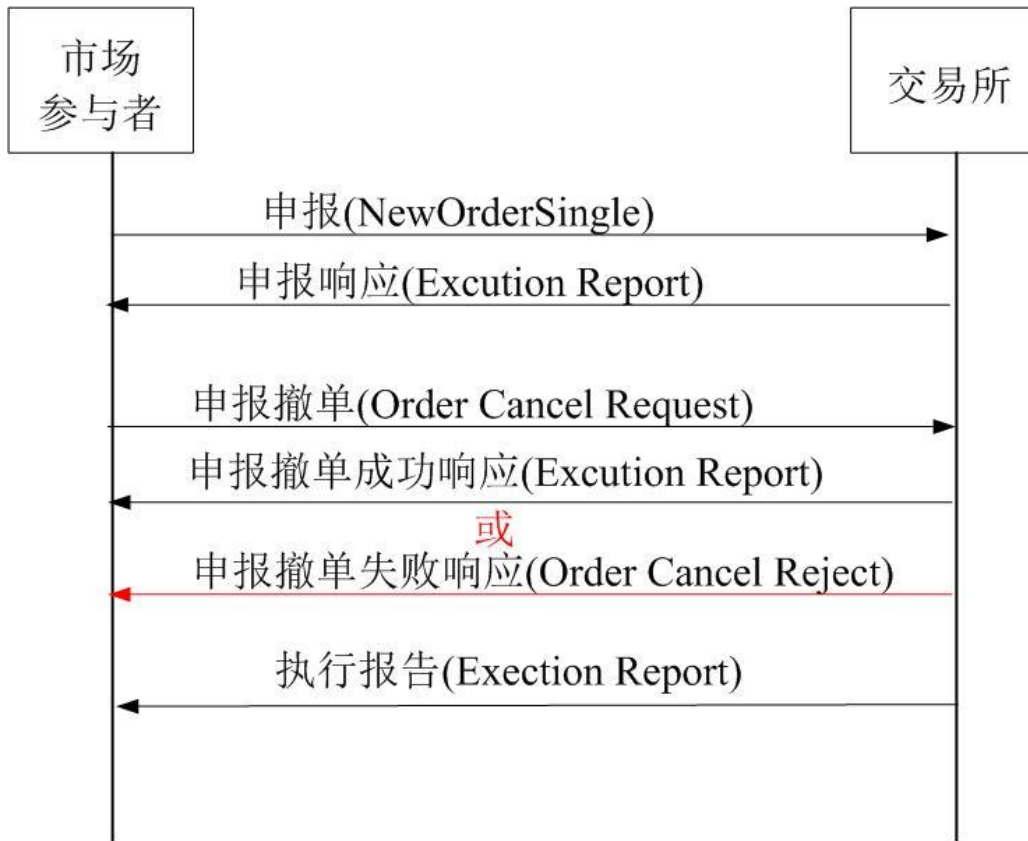 市场
参与者
交易所
申报(NewOrderSingle)
申报响应(Excution Report)
申报撤单(Order Cancel Request)
申报撤单成功响应(Excution Report)
或
申报撤单失败响应(Order Cancel Reject)
执行报告(Exection Report)